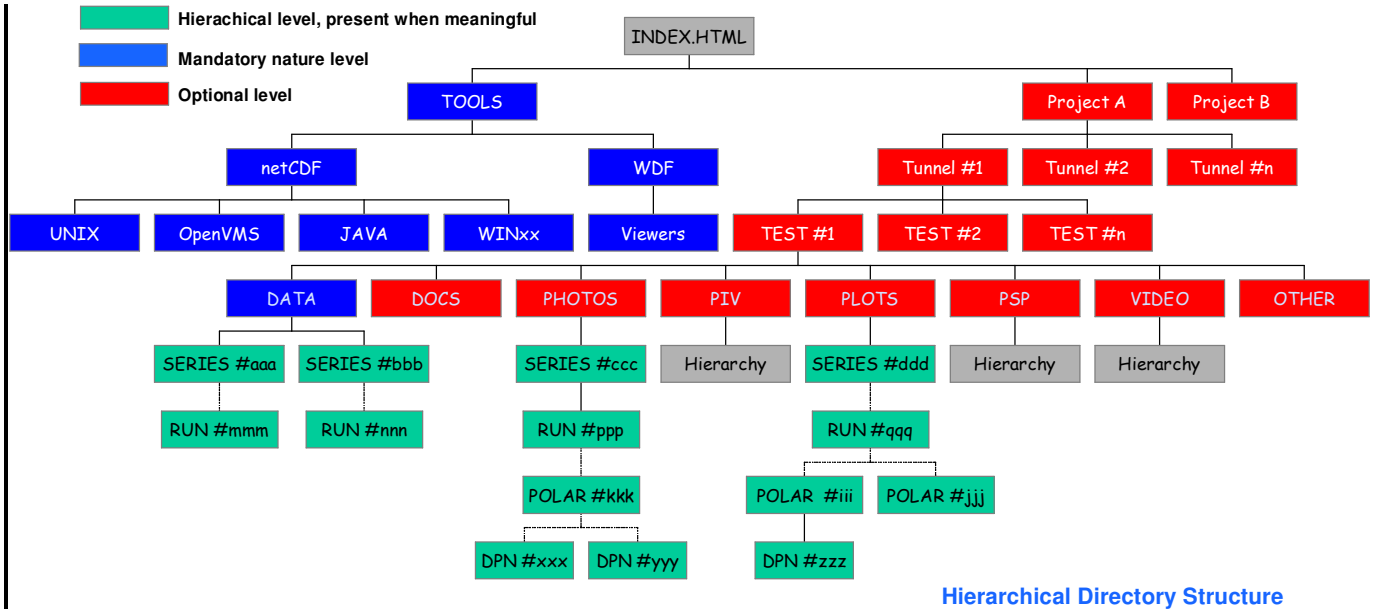 Hierachical level, present when meaningful
Mandatory nature level
Optional level
INDEX.HTML
TOOLS
Project A
Project B
netCDF
WDF
Tunnel #1
Tunnel #2
Tunnel #n
UNIX
OpenVMS
JAVA
WINxx
Viewers
TEST #1
TEST #2
TEST #n
DATA
DOCS
PHOTOS
PIV
PLOTS
PSP
VIDEO
OTHER
SERIES #aaa
SERIES #bbb
SERIES #ccc
Hierarchy
SERIES #ddd
Hierarchy
Hierarchy
RUN #mmm
RUN #nnn
RUN #ppp
RUN #qqq
POLAR #kkk
POLAR #iii
POLAR #jjj
DPN #xxx
DPN #yyy
DPN #zzz
Hierarchical Directory Structure